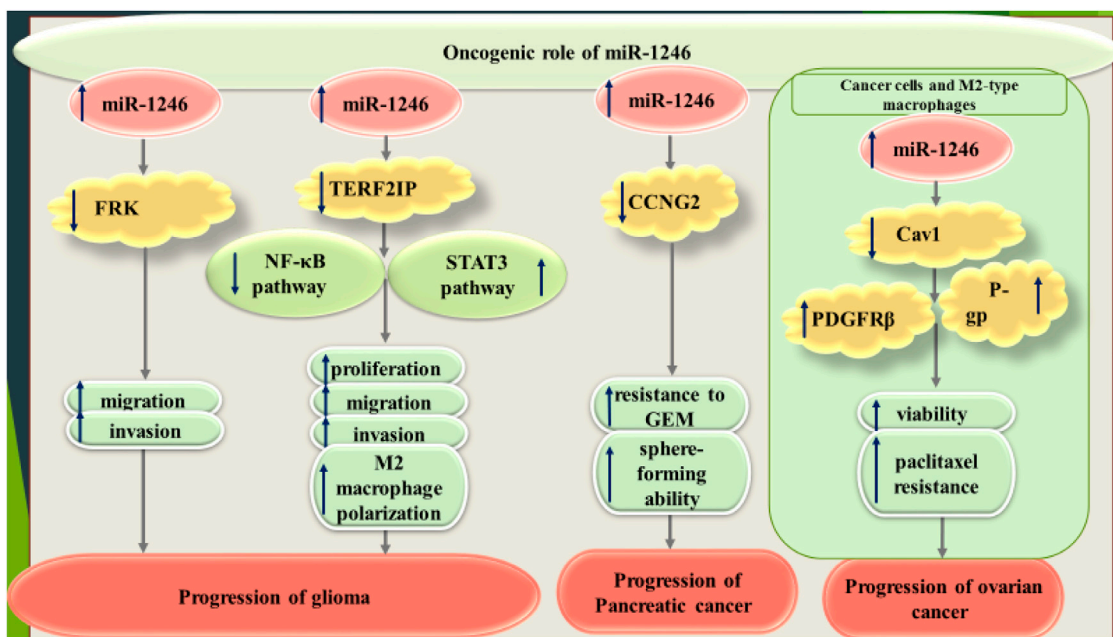 Oncogenic role of miR-1246
miR-1246
FRK
migration
invasion
miR-1246
TERF2IP
NF-κB
pathway
STAT3
pathway
proliferation
migration
invasion
M2
macrophage
polarization
Progression of glioma
miR-1246
CCNG2
resistance to
GEM
sphere-
forming
ability
Progression of
Pancreatic cancer
Cancer cells and M2-type
macrophages
miR-1246
Cav1
PDGFRβ
P-
gp
viability
paclitaxel
resistance
Progression of ovarian
cancer